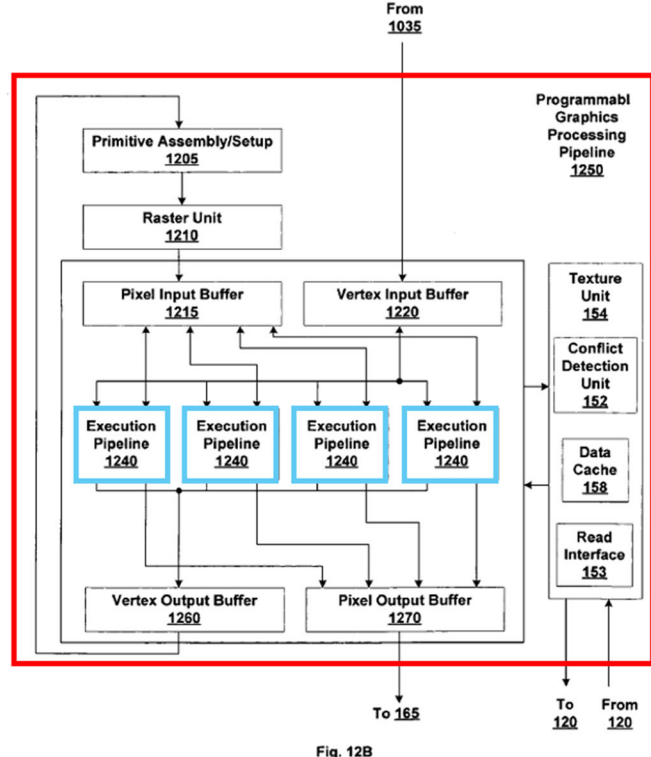 From
1035
Programmabl
Graphics
Processing
Pipeline
1250
Primitive Assembly/Setup
1205
Raster Unit
1210
Pixel Input Buffer
1215
Vertex Input Buffer
1220
Texture
Unit
154
Conflict
Detection
Unit
152
Execution
Pipeline
1240
Execution
Pipeline
1240
Execution
Pipeline
1240
Execution
Pipeline
1240
Data
Cache
158
Read
Interface
153
Vertex Output Buffer
1260
Pixel Output Buffer
1270
To 165
To
120
From
120
Fig. 12B